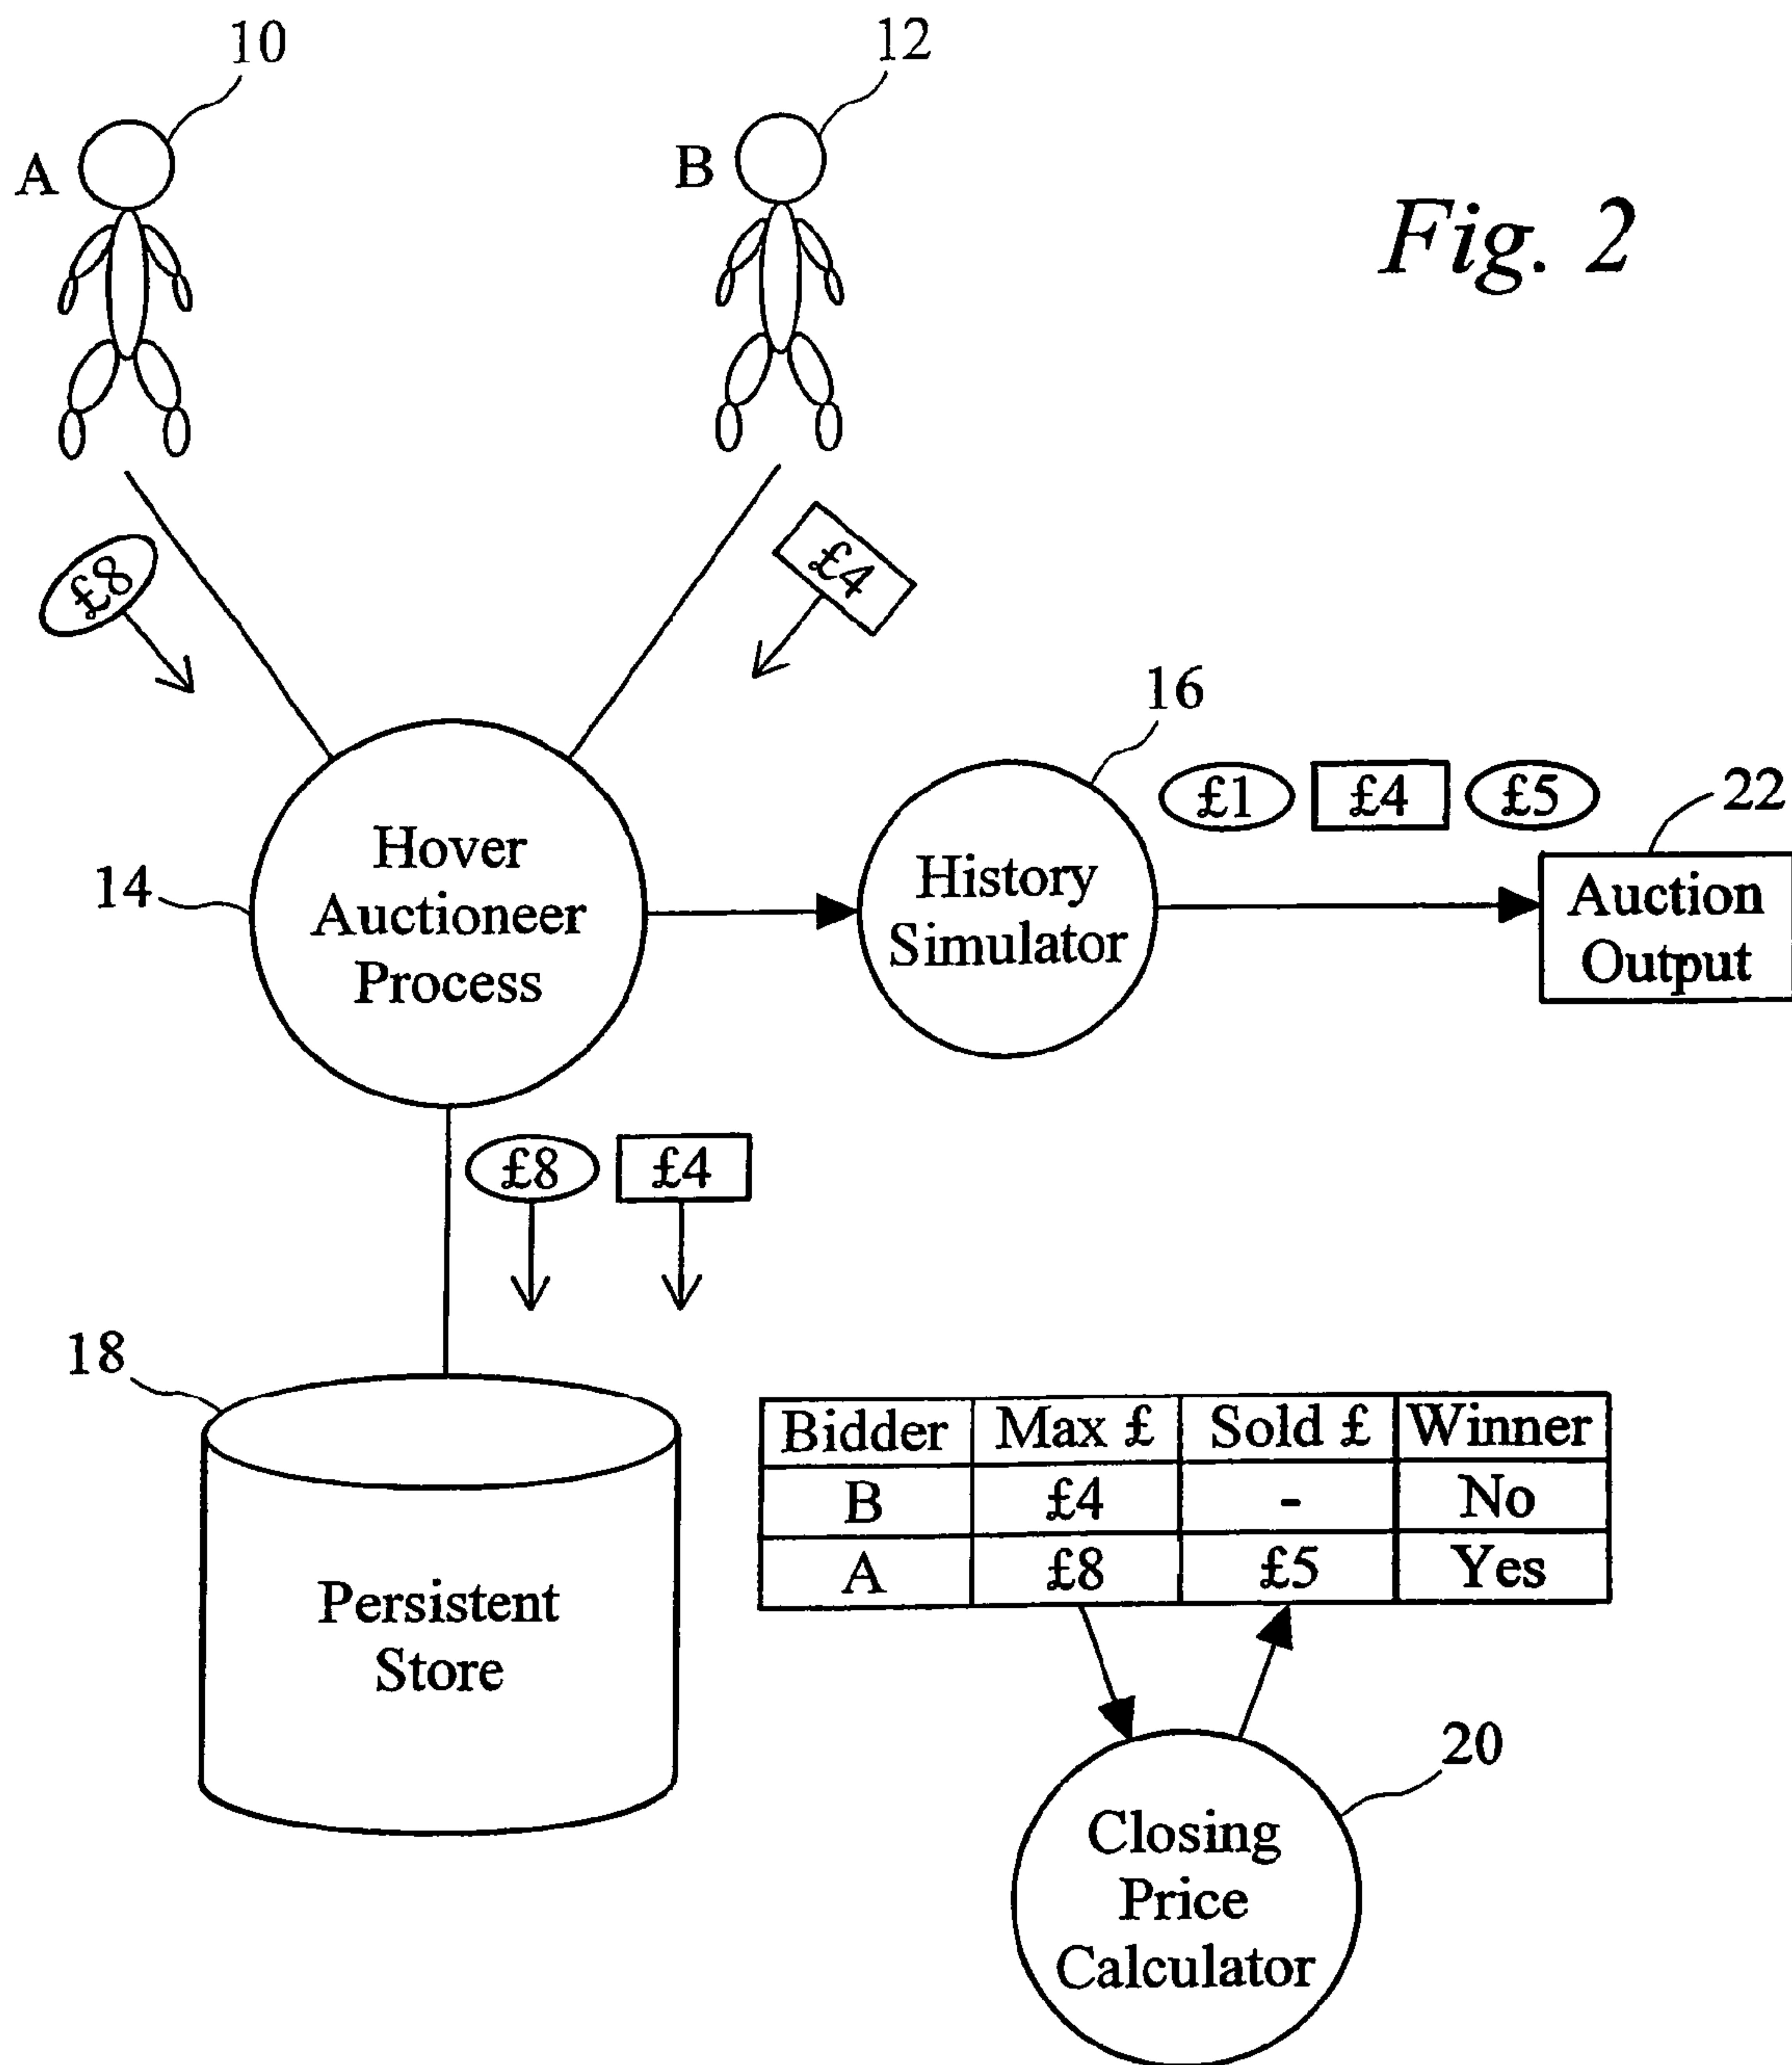 10
12
A
B
Fig. 2
£8
£4
16
£1 £4 £5
22
14
Hover
Auctioneer
Process
History
Simulator
Auction
Output
£8 £4
18
Persistent
Store
Bidder Max £ Sold £ Winner
B £4 - No
A £8 £5 Yes
20
Closing
Price
Calculator